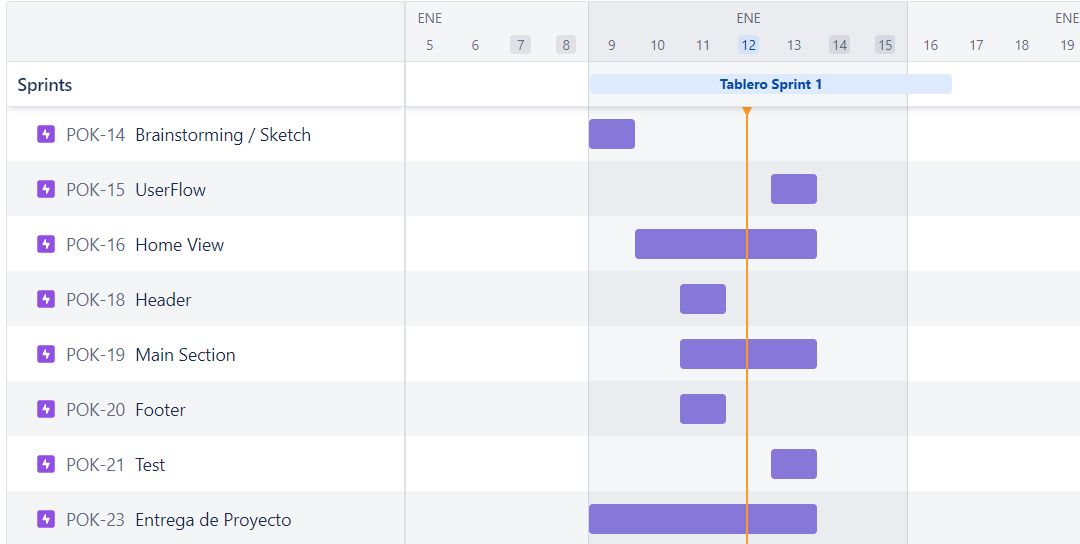 ENE ENE ENE
5 6 7 8 9 10 11 12 13 14 15 16 17 18 19
Sprints Tablero Sprint 1
POK-14 Brainstorming / Sketch
POK-15 UserFlow
POK-16 Home View
POK-18 Header
POK-19 Main Section
POK-20 Footer
POK-21 Test
POK-23 Entrega de Proyecto